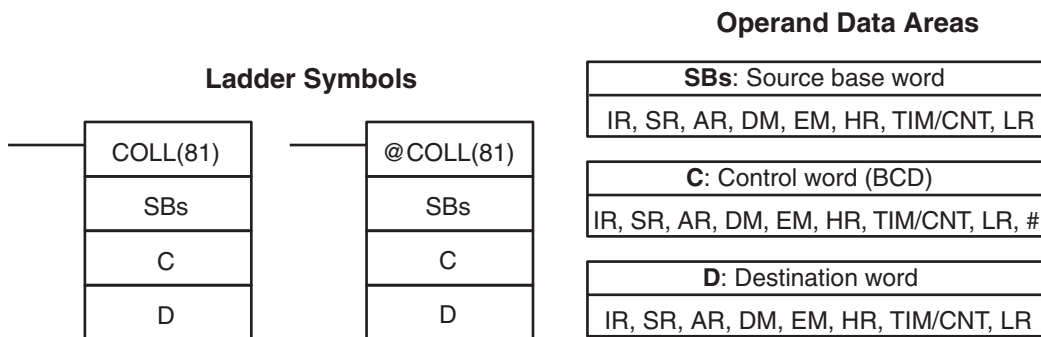 Ladder Symbols
COLL(81)
SBs
C
D
@COLL(81)
SBs
C
D
Operand Data Areas
SBs: Source base word
IR, SR, AR, DM, EM, HR, TIM/CNT, LR
C: Control word (BCD)
IR, SR, AR, DM, EM, HR, TIM/CNT, LR, #
D: Destination word
IR, SR, AR, DM, EM, HR, TIM/CNT, LR